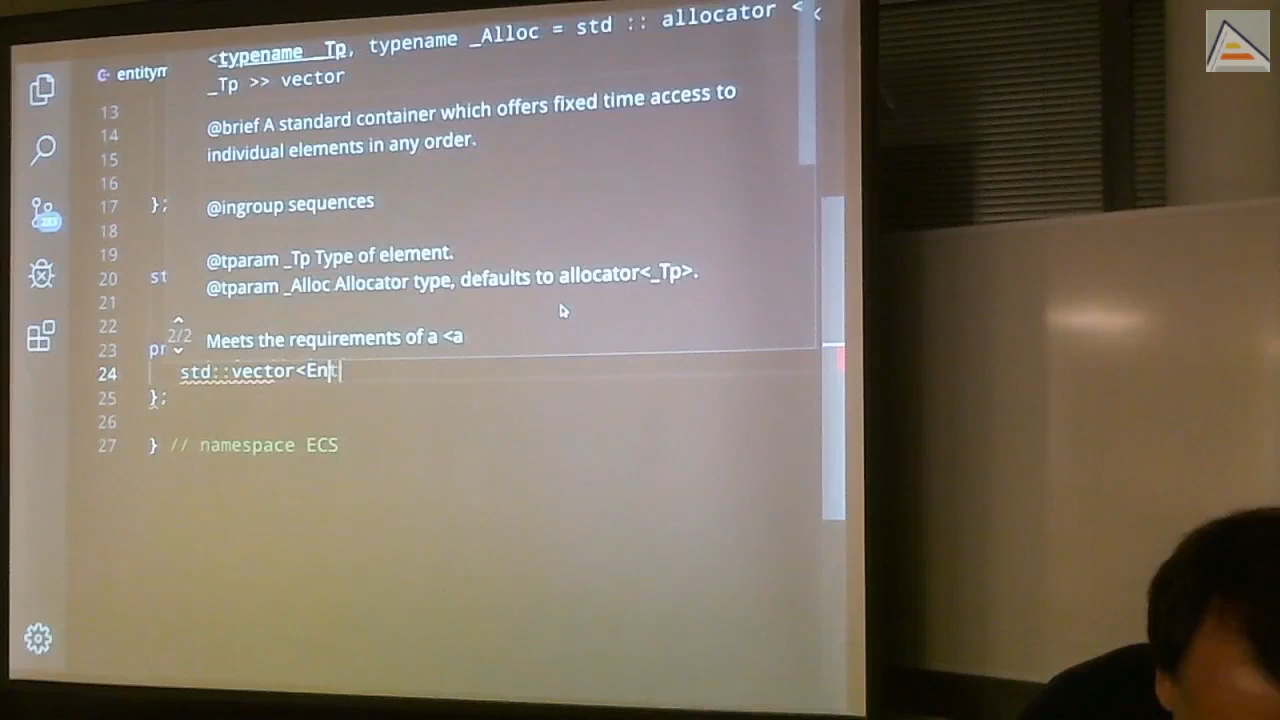 <typename _Tp, typename _Alloc = std :: allocator <
_Tp >> vector
@brief A standard container which offers fixed time access to
individual elements in any order.
@ingroup sequences
@tparam _Tp Type of element.
@tparam _Alloc Allocator type, defaults to allocator<_Tp>.
2/2
Meets the requirements of a <a
entitym
13
14
15
16
17 };
18
19
20 st
21
22
23 pr
24 std::vector<Ent
25 };
26
27 } // namespace ECS